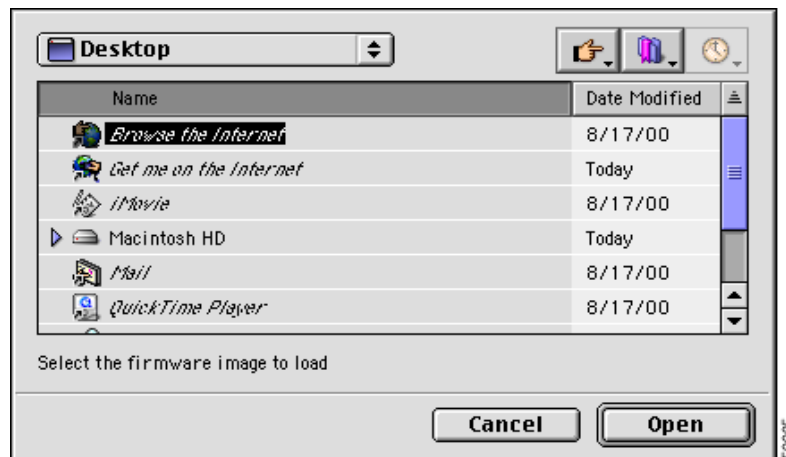 Desktop
Name Date Modified
Browse the Internet 8/17/00
Get me on the Internet Today
iMovie 8/17/00
Macintosh HD Today
Mail 8/17/00
QuickTime Player 8/17/00
Select the firmware image to load
Cancel Open